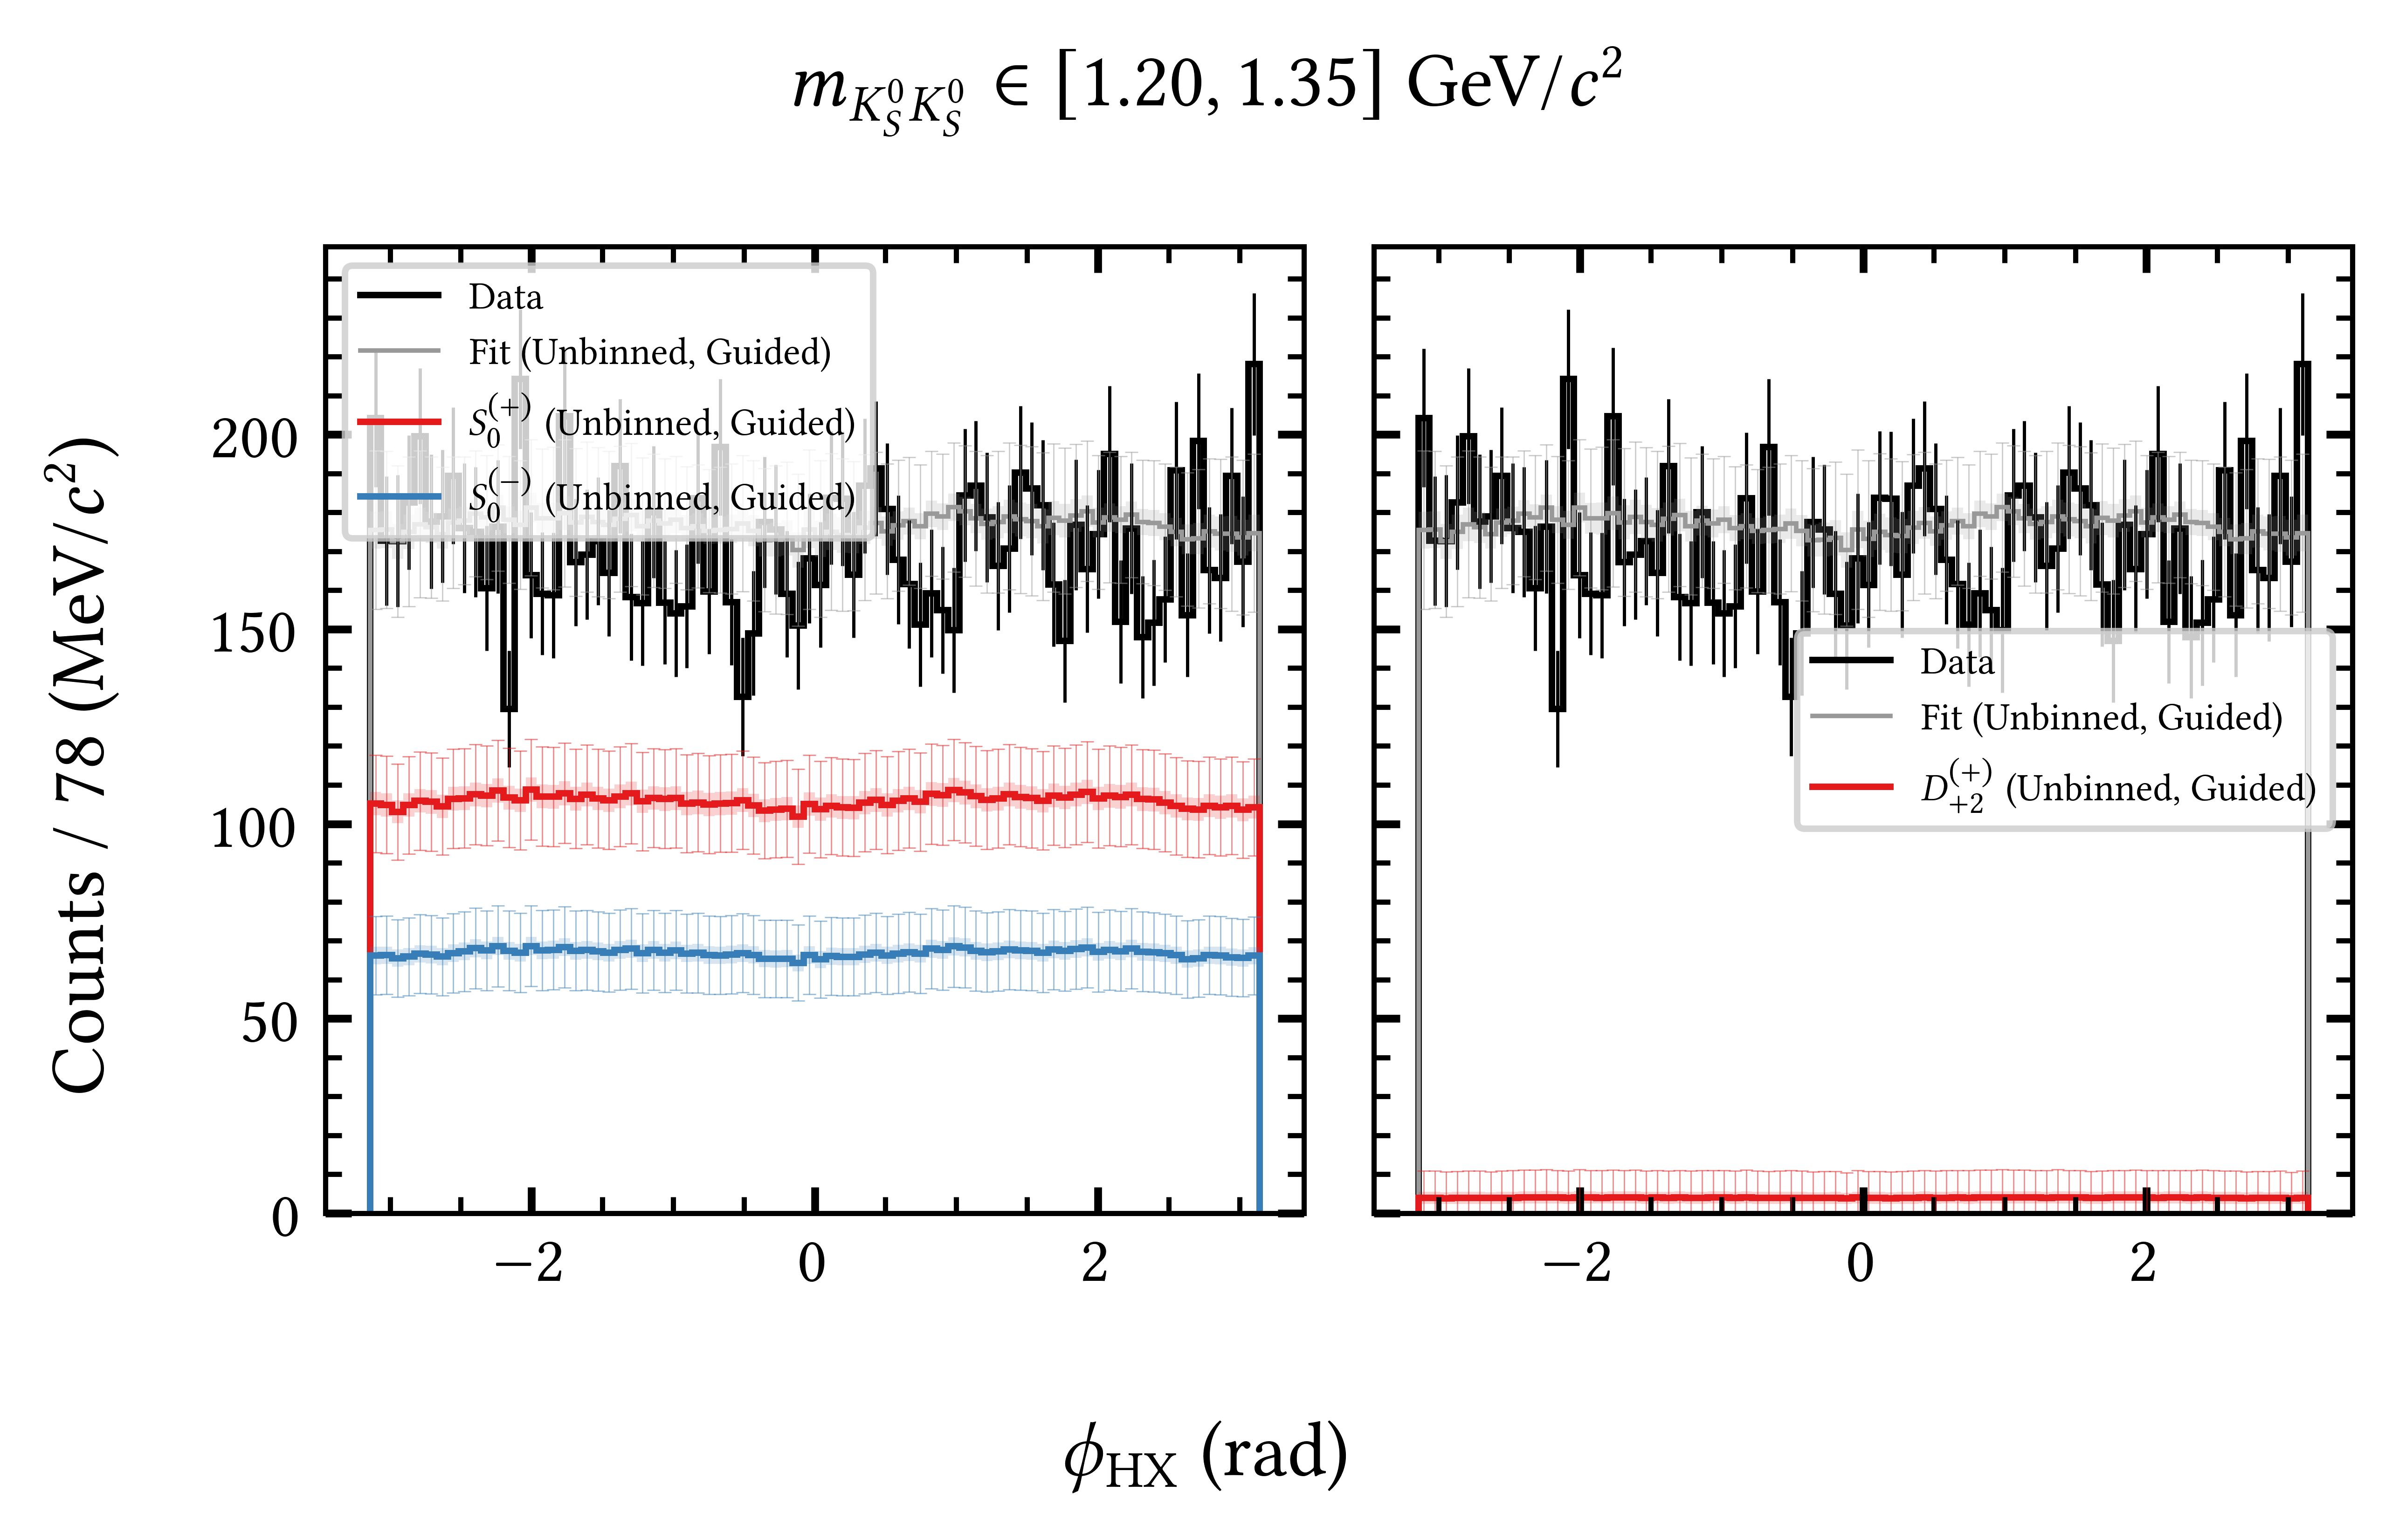 m_{K_S^0 K_S^0} ∈ [1.20, 1.35] GeV/c²
Counts / 78 (MeV/c²)
200
150
100
50
0
Data
Fit (Unbinned, Guided)
S_0^{(+)} (Unbinned, Guided)
S_0^{(−)} (Unbinned, Guided)
−2 0 2
Data
Fit (Unbinned, Guided)
D_{+2}^{(+)} (Unbinned, Guided)
−2 0 2
ϕ_{HX} (rad)